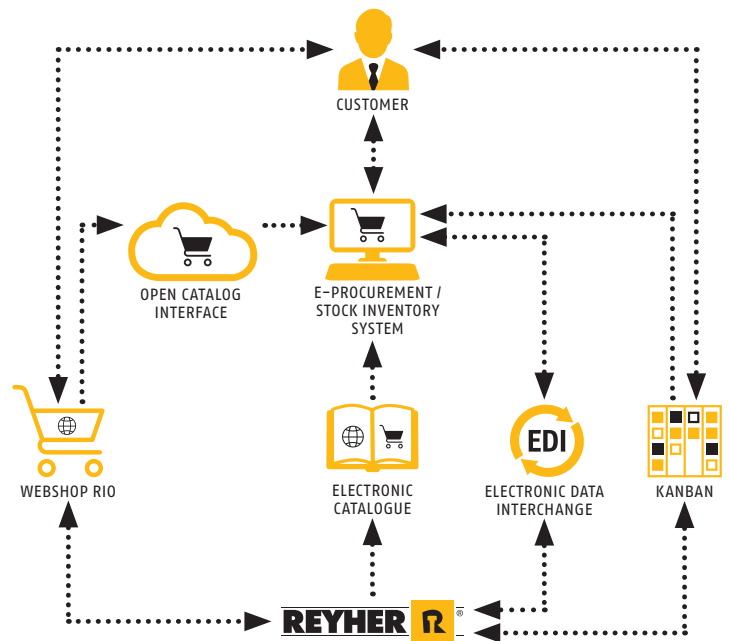 CUSTOMER
OPEN CATALOG
INTERFACE
E-PROCUREMENT /
STOCK INVENTORY
SYSTEM
EDI
WEBSHOP RIO
ELECTRONIC
CATALOGUE
ELECTRONIC DATA
INTERCHANGE
KANBAN
REYHER R ®